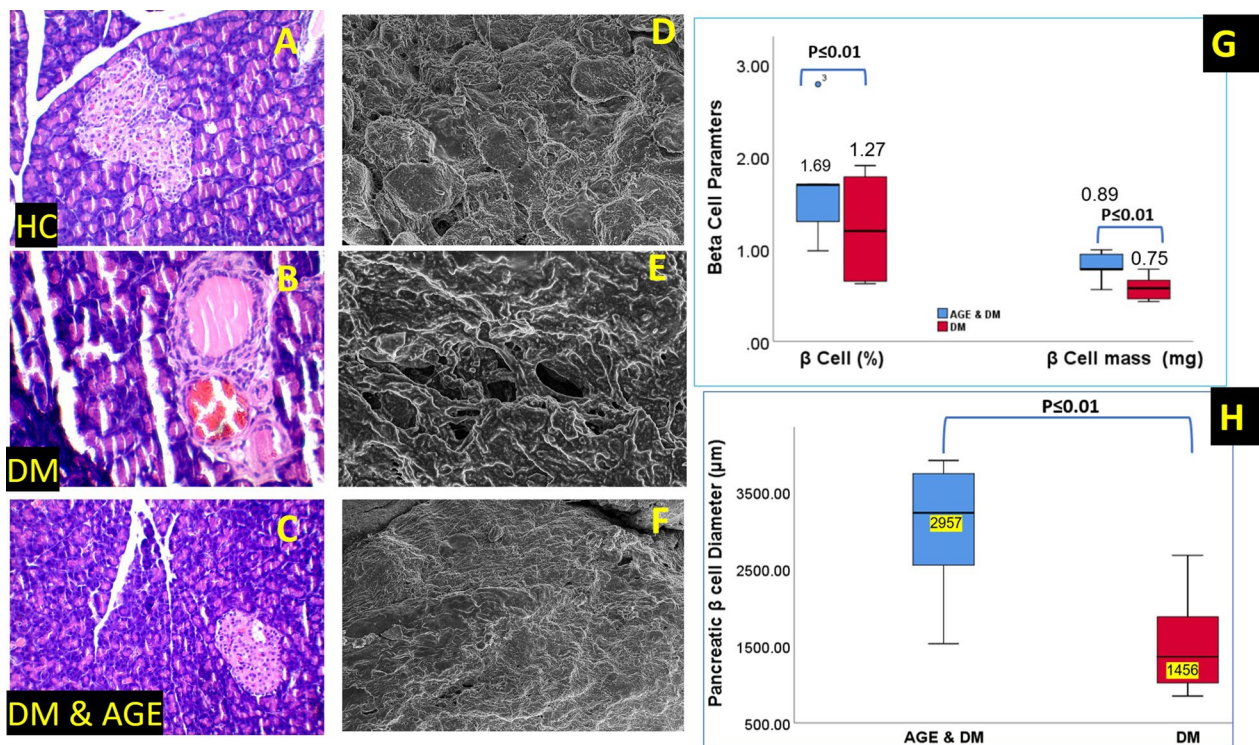 A
HC
B
DM
C
DM & AGE
D
E
F
G
P≤0.01
3
3.00
2.00
1.00
.00
Beta Cell Paramters
1.69
1.27
0.89
P≤0.01
0.75
AGE & DM
DM
β Cell (%)
β Cell mass (mg)
H
P≤0.01
Pancreatic β cell Diameter (µm)
3500.00
2500.00
1500.00
500.00
2957
1456
AGE & DM
DM